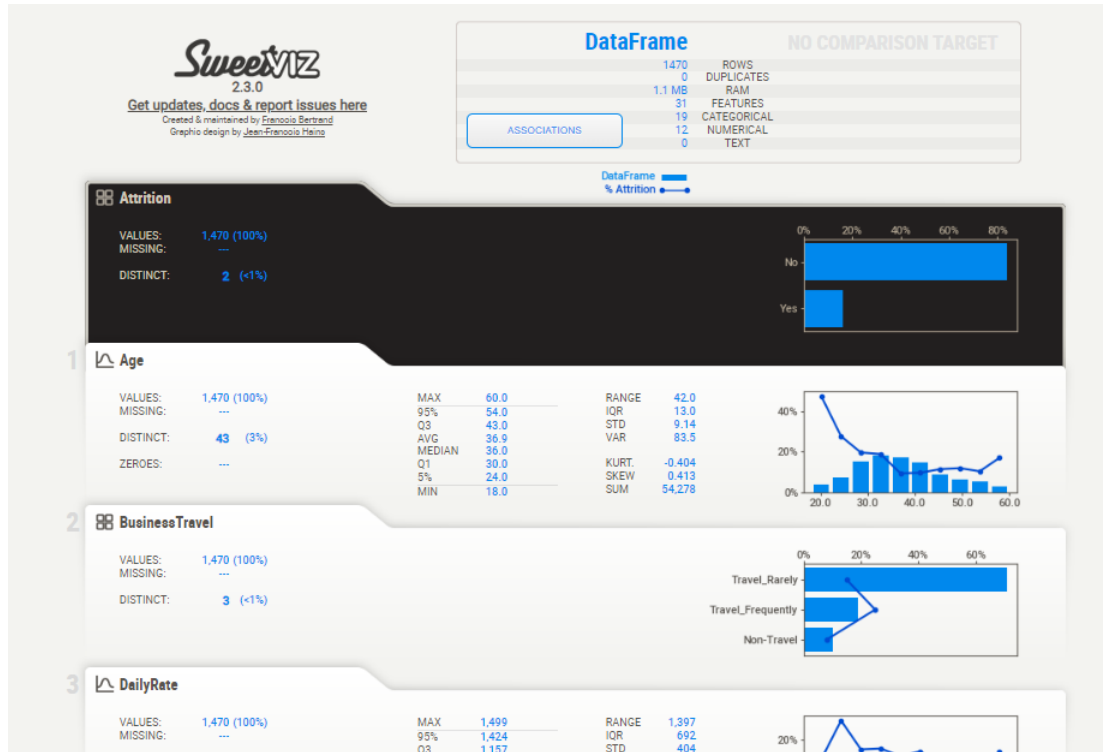 SweetVIZ
2.3.0
Get updates, docs & report issues here
Created & maintained by Francois Bertrand
Graphic design by Jean-Francois Hains
DataFrame NO COMPARISON TARGET
1470 ROWS
0 DUPLICATES
1.1 MB RAM
31 FEATURES
19 CATEGORICAL
12 NUMERICAL
0 TEXT
ASSOCIATIONS
DataFrame
% Attrition
Attrition
VALUES: 1,470 (100%)
MISSING: ---
DISTINCT: 2 (<1%)
0% 20% 40% 60% 80%
No
Yes
1 Age
VALUES: 1,470 (100%)
MISSING: ---
DISTINCT: 43 (3%)
ZEROES: ---
MAX 60.0
95% 54.0
Q3 43.0
AVG 36.9
MEDIAN 36.0
Q1 30.0
5% 24.0
MIN 18.0
RANGE 42.0
IQR 13.0
STD 9.14
VAR 83.5
KURT. -0.404
SKEW 0.413
SUM 54,278
40%
20%
0%
20.0 30.0 40.0 50.0 60.0
2 BusinessTravel
VALUES: 1,470 (100%)
MISSING: ---
DISTINCT: 3 (<1%)
0% 20% 40% 60%
Travel_Rarely
Travel_Frequently
Non-Travel
3 DailyRate
VALUES: 1,470 (100%)
MISSING: ---
MAX 1,499
95% 1,424
Q3 1,157
RANGE 1,397
IQR 692
STD 404
20%